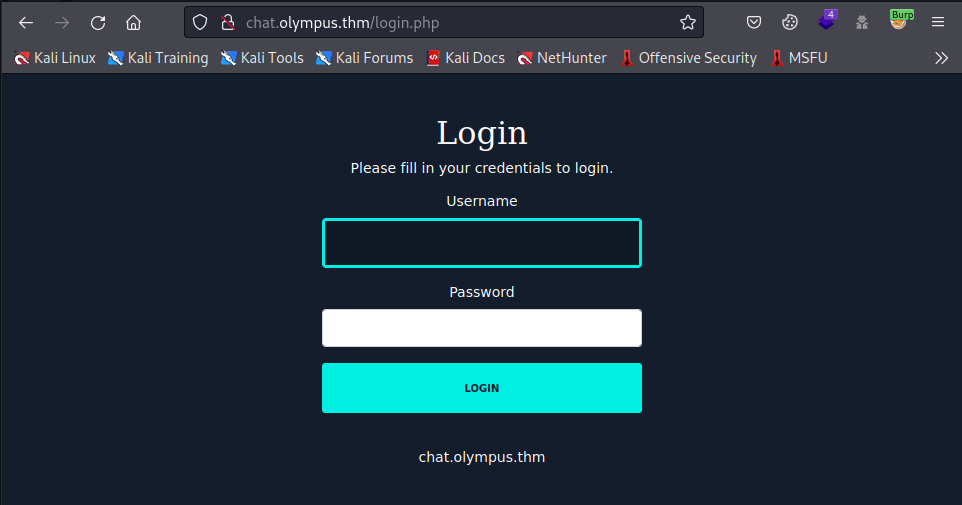 chat.olympus.thm/login.php
4
Burp
Kali Linux Kali Training Kali Tools Kali Forums Kali Docs NetHunter Offensive Security MSFU
Login
Please fill in your credentials to login.
Username
Password
LOGIN
chat.olympus.thm